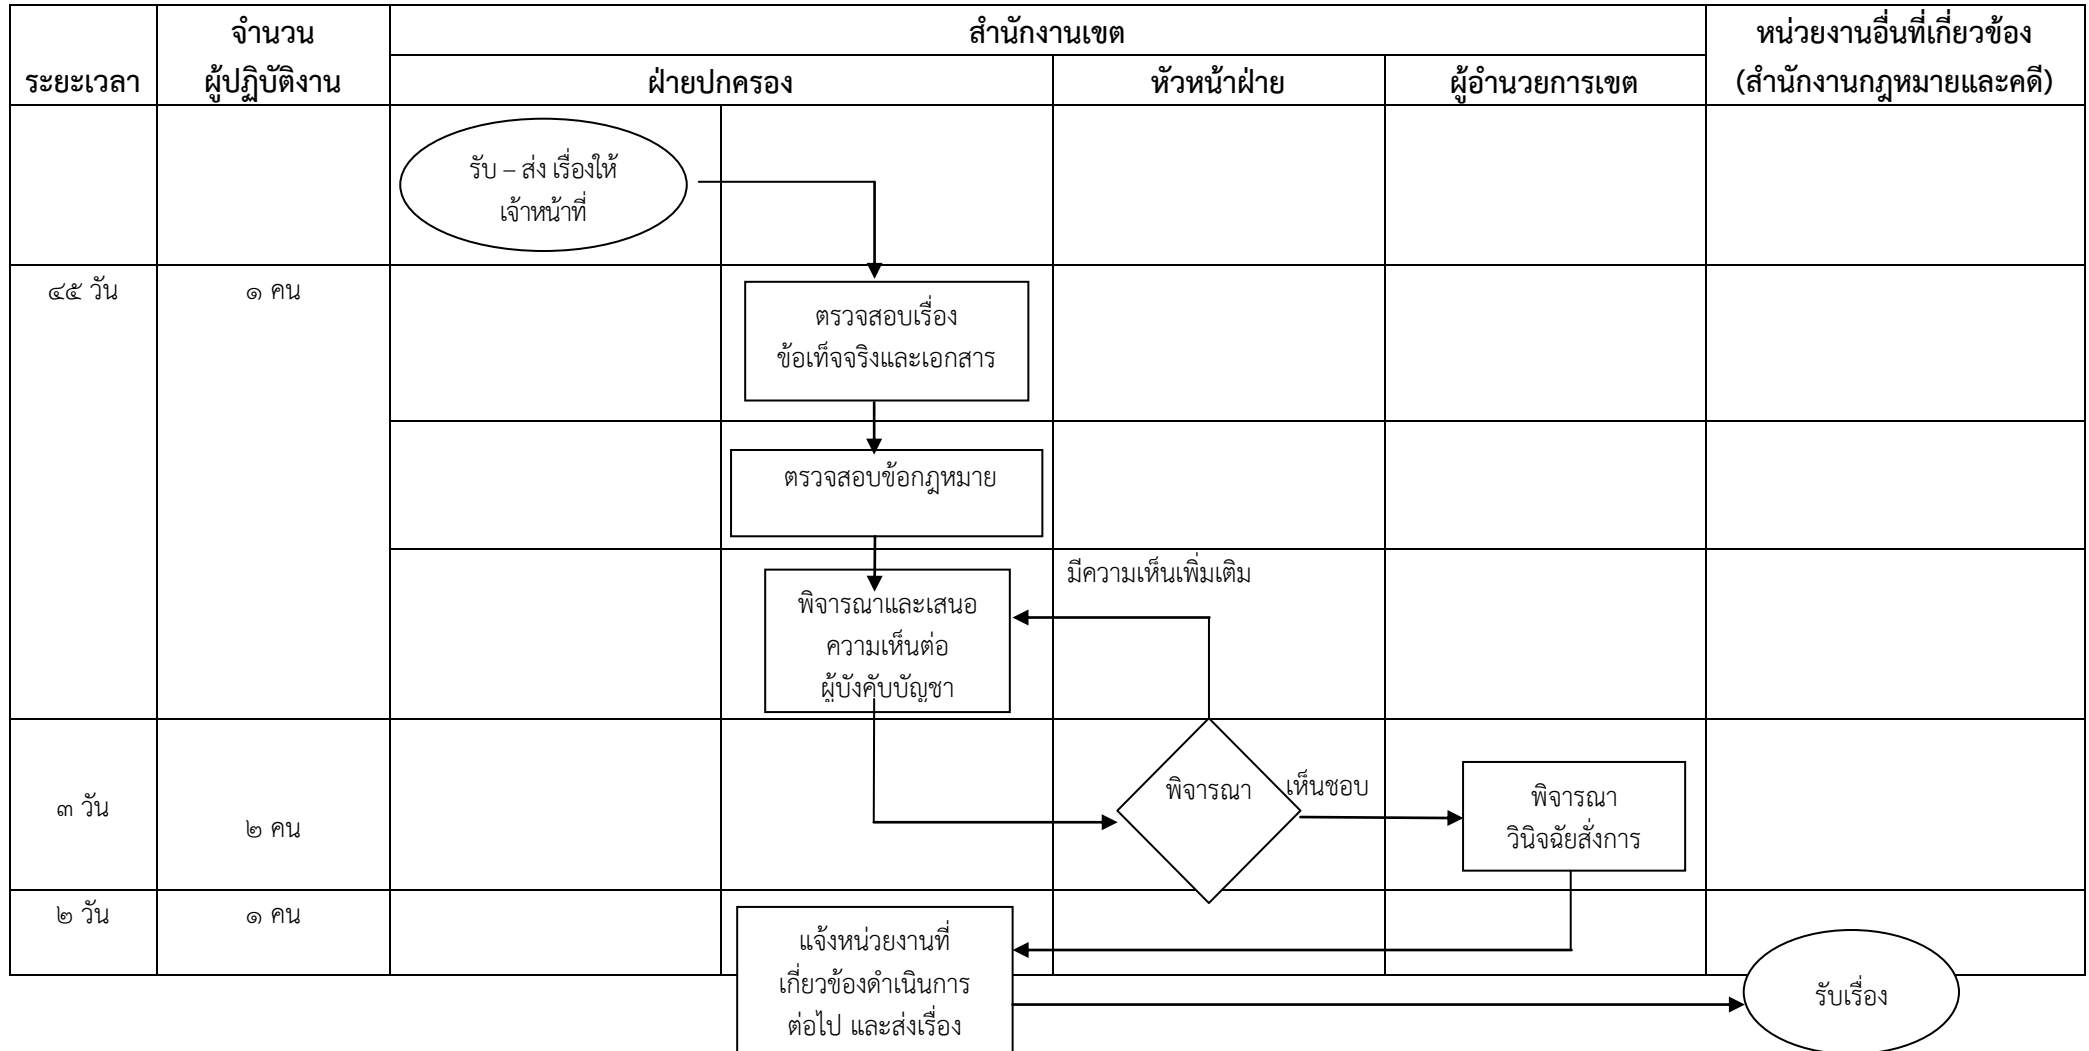 ระยะเวลา
จำนวน
ผู้ปฏิบัติงาน
สำนักงานเขต
หน่วยงานอื่นที่เกี่ยวข้อง
(สำนักงานกฎหมายและคดี)
ฝ่ายปกครอง
หัวหน้าฝ่าย
ผู้อำนวยการเขต
รับ – ส่ง เรื่องให้
เจ้าหน้าที่
๔๕ วัน
๑ คน
ตรวจสอบเรื่อง
ข้อเท็จจริงและเอกสาร
ตรวจสอบข้อกฎหมาย
มีความเห็นเพิ่มเติม
พิจารณาและเสนอ
ความเห็นต่อ
ผู้บังคับบัญชา
๓ วัน
๒ คน
พิจารณา
เห็นชอบ
พิจารณา
วินิจฉัยสั่งการ
๒ วัน
๑ คน
แจ้งหน่วยงานที่
เกี่ยวข้องดำเนินการ
ต่อไป และส่งเรื่อง
รับเรื่อง